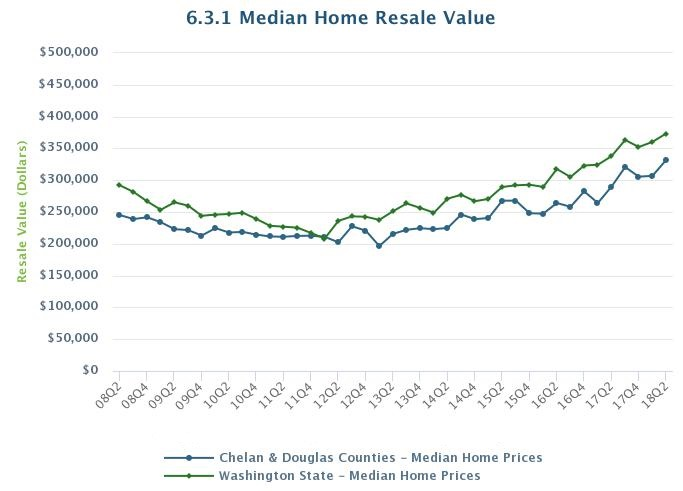 6.3.1 Median Home Resale Value
$500,000
$450,000
$400,000
$350,000
$300,000
$250,000
$200,000
$150,000
$100,000
$50,000
$0
Resale Value (Dollars)
08Q2
08Q4
09Q2
09Q4
10Q2
10Q4
11Q2
11Q4
12Q2
12Q4
13Q2
13Q4
14Q2
14Q4
15Q2
15Q4
16Q2
16Q4
17Q2
17Q4
18Q2
Chelan & Douglas Counties – Median Home Prices
Washington State – Median Home Prices